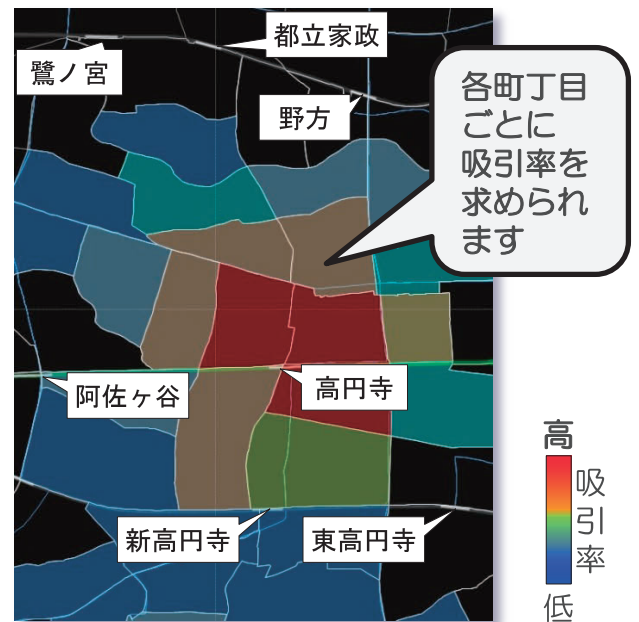 都立家政
鷺ノ宮
野方
各町丁目
ごとに
吸引率を
求められ
ます
阿佐ヶ谷
高円寺
新高円寺
東高円寺
高
吸引率
低